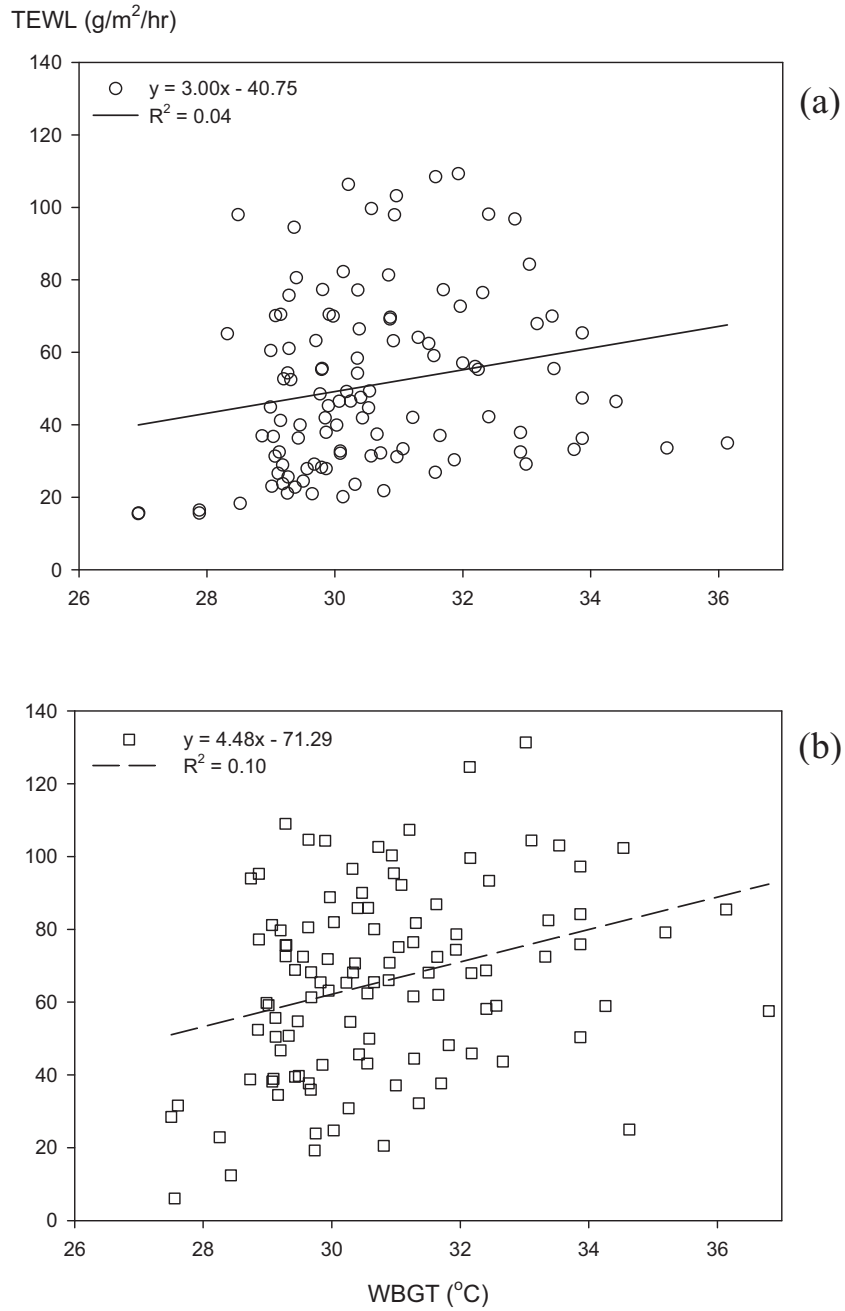 TEWL (g/m²/hr)
140
y = 3.00x - 40.75
(a)
R² = 0.04
120
100
80
60
40
20
0
26 28 30 32 34 36
140
y = 4.48x - 71.29
(b)
R² = 0.10
120
100
80
60
40
20
0
26 28 30 32 34 36
WBGT (°C)